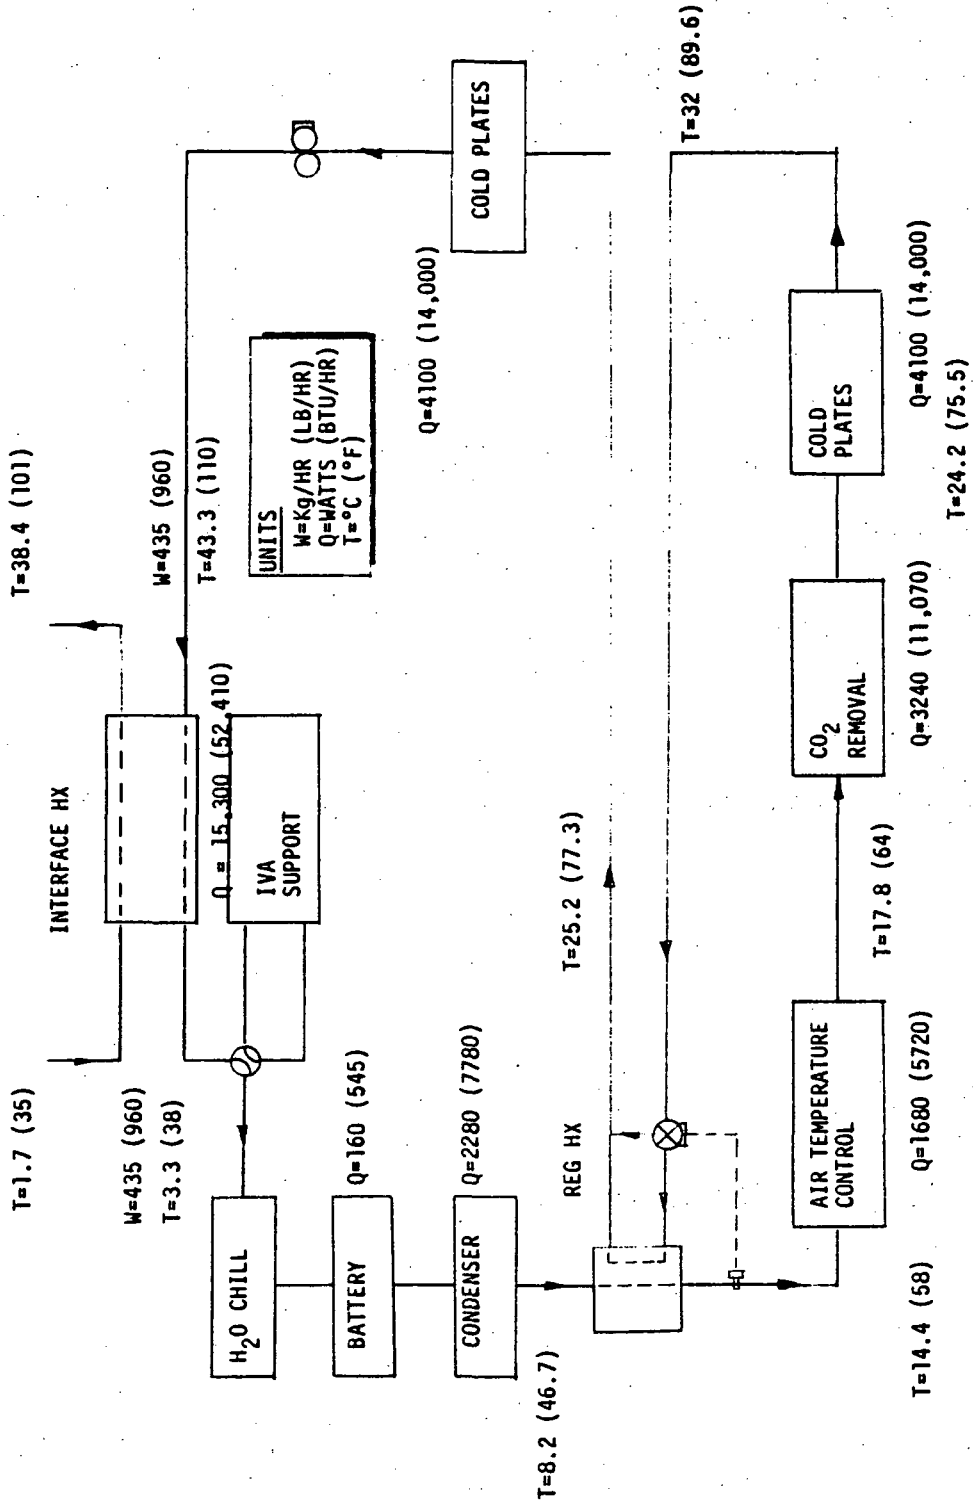 T=1.7 (35)
T=38.4 (101)
INTERFACE HX
W=435 (960)
T=3.3 (38)
W=435 (960)
T=43.3 (110)
Q = 15,300 (52,410)
IVA
SUPPORT
UNITS
W=Kg/HR (LB/HR)
Q=WATTS (BTU/HR)
T=°C (°F)
H2O CHILL
BATTERY
Q=160 (545)
CONDENSER
Q=2280 (7780)
COLD PLATES
Q=4100 (14,000)
T=8.2 (46.7)
REG HX
T=25.2 (77.3)
T=32 (89.6)
T=14.4 (58)
AIR TEMPERATURE
CONTROL
Q=1680 (5720)
T=17.8 (64)
CO2
REMOVAL
Q=3240 (11,070)
COLD
PLATES
Q=4100 (14,000)
T=24.2 (75.5)